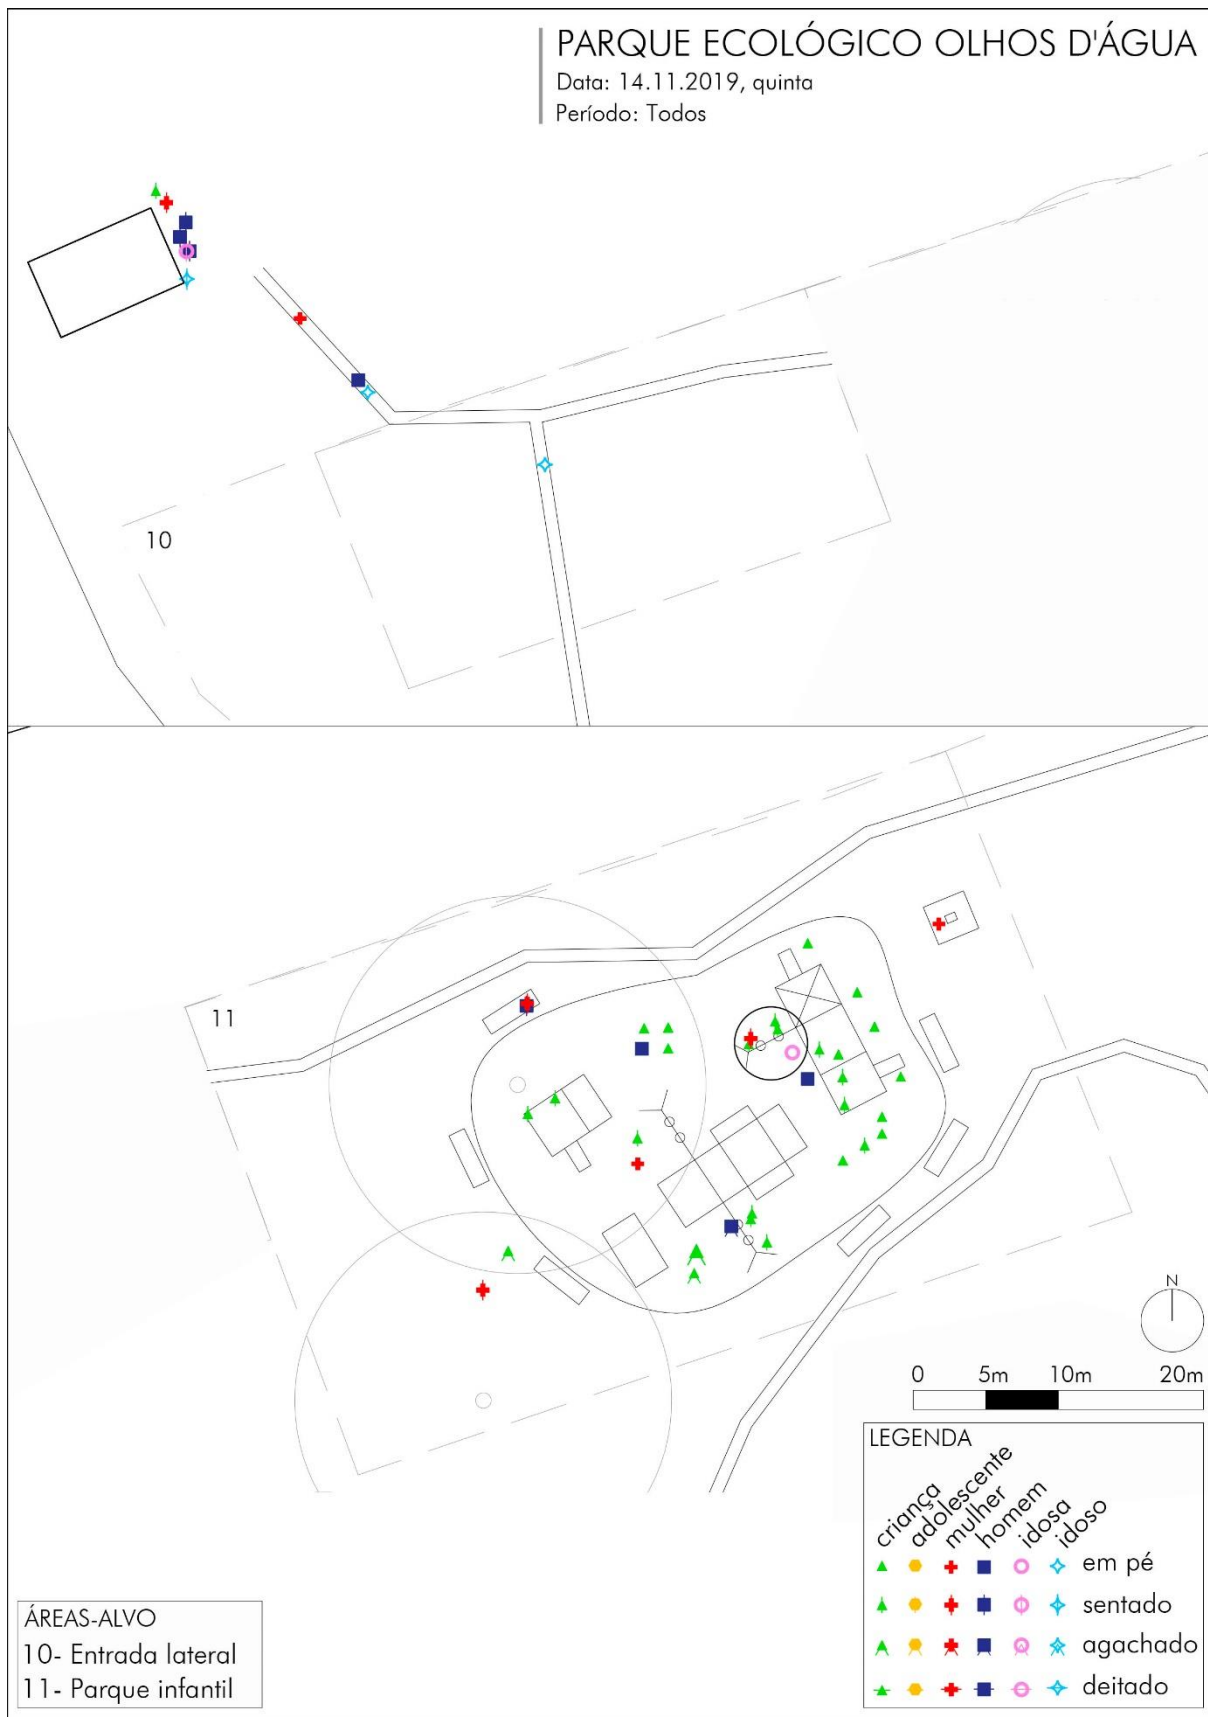 PARQUE ECOLÓGICO OLHOS D'ÁGUA
Data: 14.11.2019, quinta
Período: Todos
10
11
N
0 5m 10m 20m
LEGENDA
criança
adolescente
mulher
homem
idosa
idoso
em pé
sentado
agachado
deitado
ÁREAS-ALVO
10- Entrada lateral
11- Parque infantil